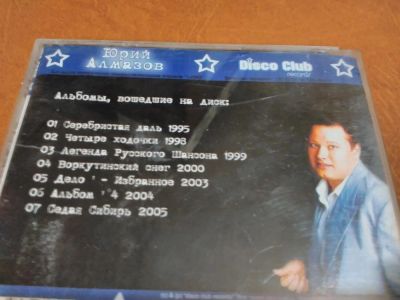 Юрий
Алмазов
Disco Club
records
Альбомы, вошедшие на диск:
01 Серебристая даль 1995
02 Четыре ходочки 1998
03 Легенда Русского Шансона 1999
04 Воркутинский снег 2000
05 Дело ' - Избранное 2003
06 Альбом '4 2004
07 Седая Сибирь 2005